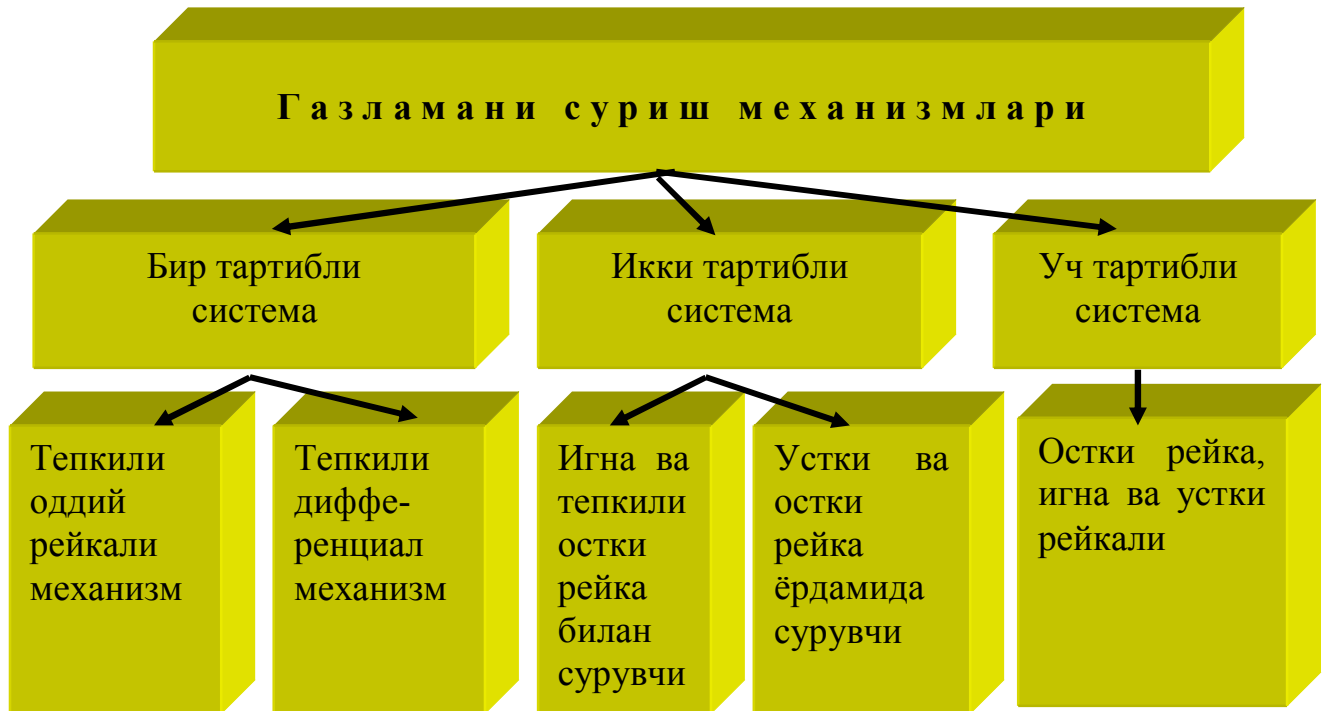 Газламани суриш механизмлари
Бир тартибли
система
Икки тартибли
система
Уч тартибли
система
Тепкили
оддий
рейкали
механизм
Тепкили
диффе-
ренциал
механизм
Игна ва
тепкили
остки
рейка
билан
сурувчи
Устки ва
остки
рейка
ёрдамида
сурувчи
Остки рейка,
игна ва устки
рейкали